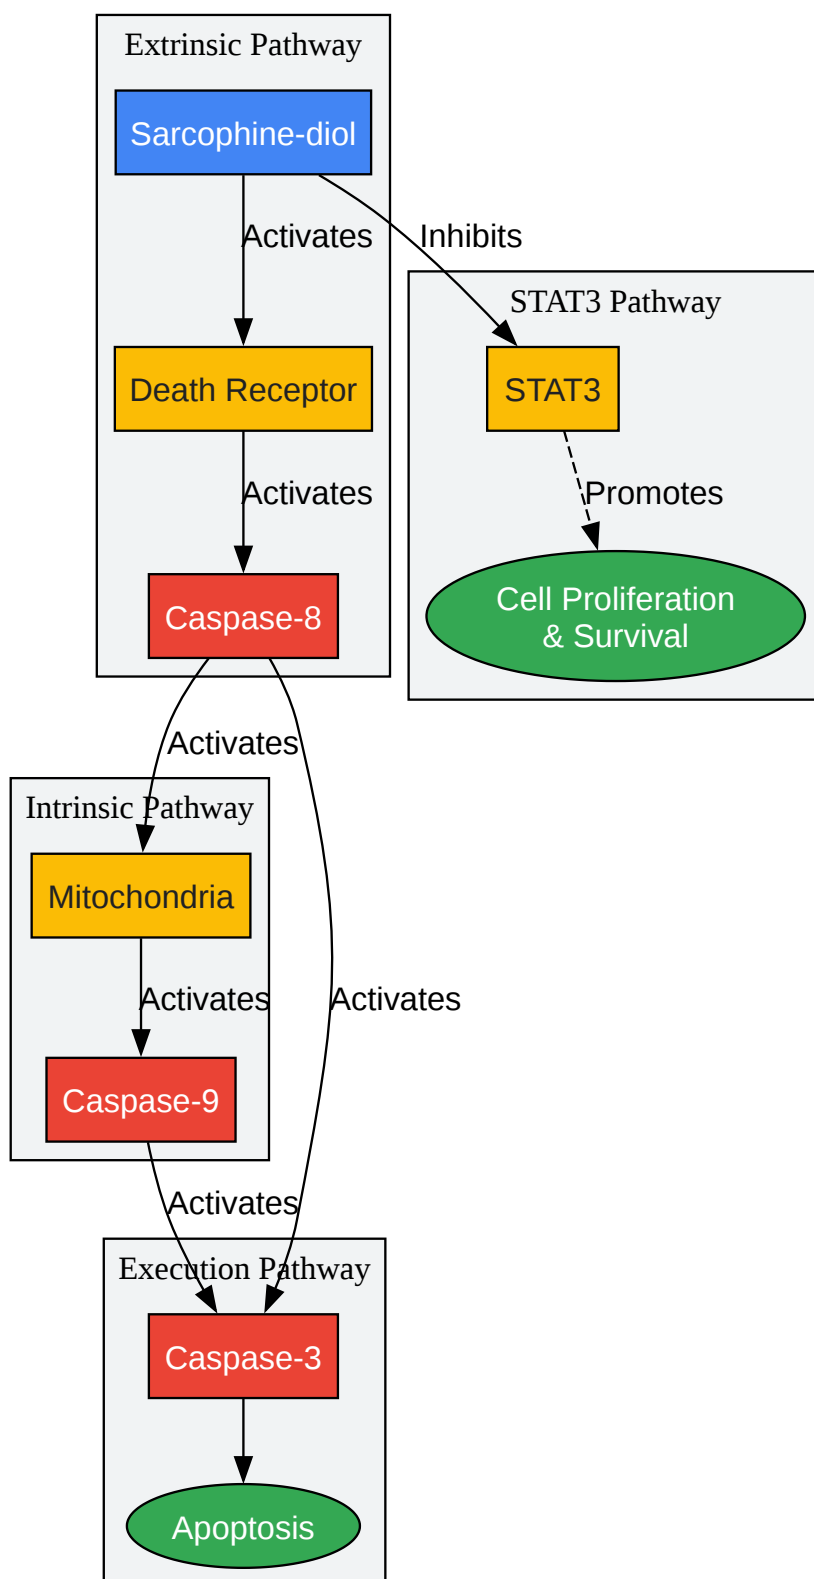 Extrinsic Pathway
Sarcophine-diol
Activates
Inhibits
STAT3 Pathway
Death Receptor
STAT3
Activates
Promotes
Caspase-8
Cell Proliferation
& Survival
Activates
Intrinsic Pathway
Mitochondria
Activates
Activates
Caspase-9
Activates
Execution Pathway
Caspase-3
Apoptosis